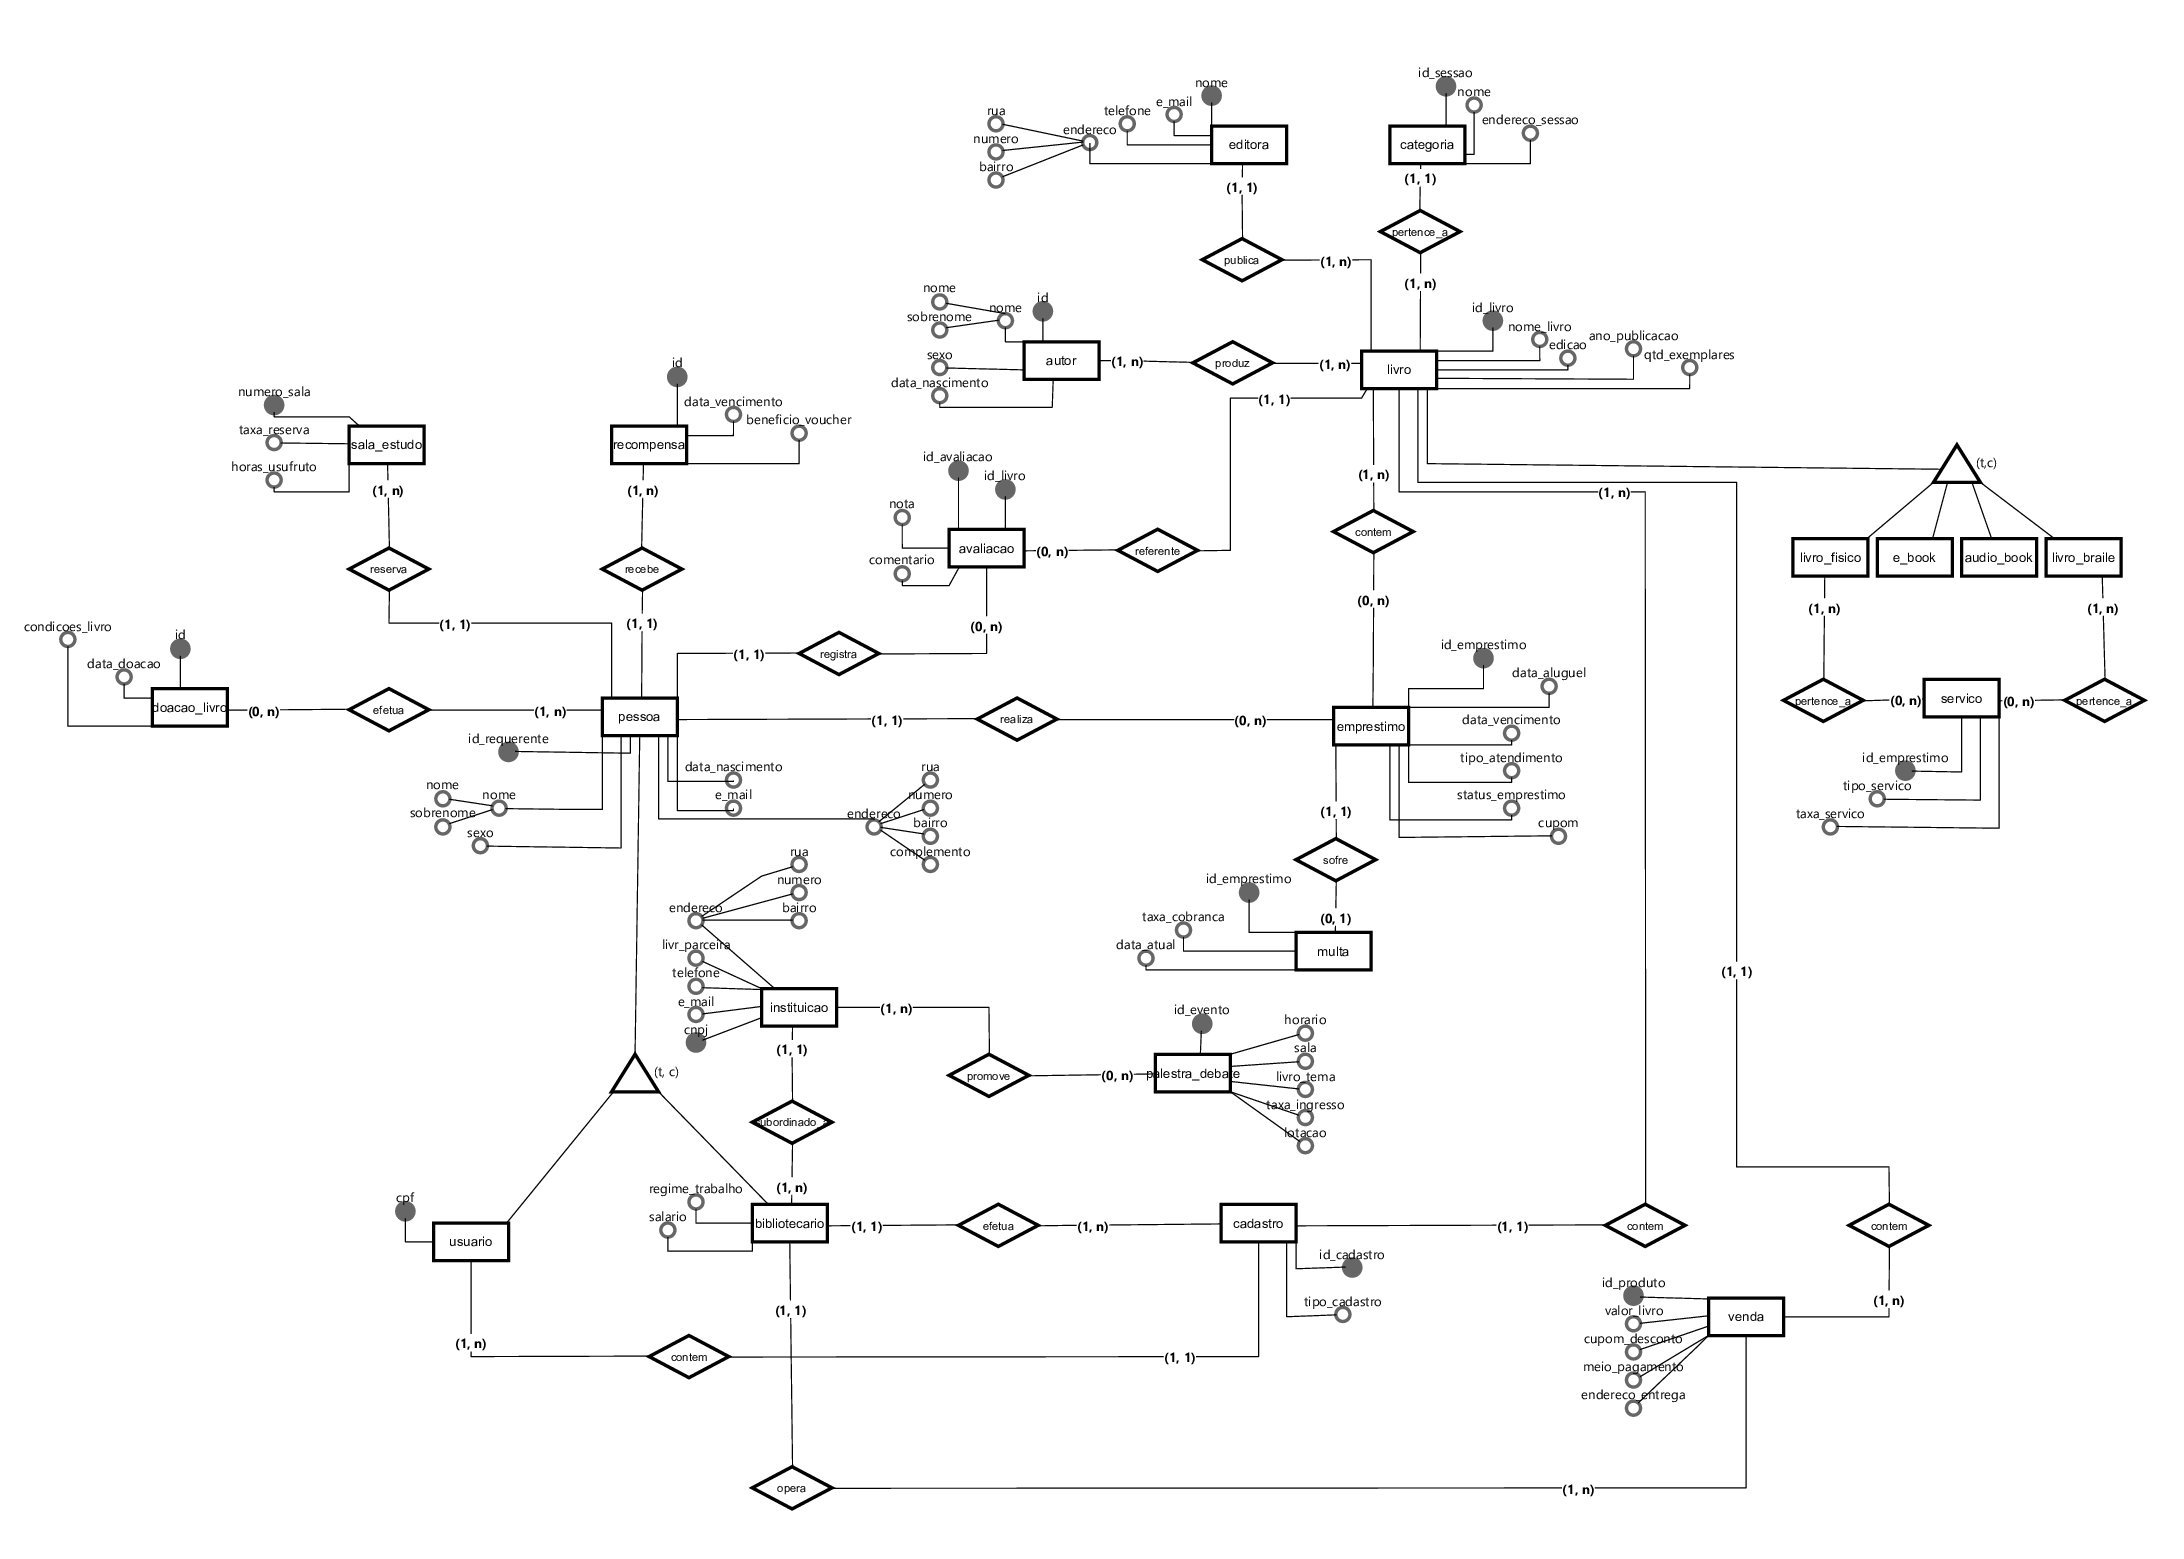 id_sessao
nome
nome
e_mail
telefone
rua
endereco
numero
bairro
editora
categoria
endereco_sessao
(1, 1)
(1, 1)
pertence_a
publica
(1, n)
(1, n)
nome
sobrenome
nome
id
sexo
data_nascimento
autor
(1, n)
produz
(1, n)
livro
id_livro
nome_livro
edicao
ano_publicacao
qtd_exemplares
(1, 1)
numero_sala
taxa_reserva
horas_usufruto
sala_estudo
(1, n)
id
data_vencimento
beneficio_voucher
recompensa
(1, n)
id_avaliacao
id_livro
nota
comentario
avaliacao
(0, n)
referente
(1, n)
(1, n)
(t,c)
contem
livro_fisico
e_book
audio_book
livro_braile
reserva
recebe
(0, n)
(1, n)
(1, n)
(1, 1)
(1, 1)
(0, n)
(1, 1)
registra
condicoes_livro
data_doacao
id
doacao_livro
(0, n)
efetua
(1, n)
pessoa
(1, 1)
realiza
(0, n)
emprestimo
id_emprestimo
data_aluguel
data_vencimento
tipo_atendimento
status_emprestimo
cupom
pertence_a
(0, n)
servico
(0, n)
pertence_a
id_emprestimo
tipo_servico
taxa_servico
id_requerente
nome
sobrenome
nome
sexo
data_nascimento
e_mail
endereco
rua
numero
bairro
complemento
(1, 1)
sofre
(0, 1)
id_emprestimo
taxa_cobranca
data_atual
multa
rua
numero
bairro
endereco
livr_parceira
telefone
e_mail
cnpj
instituicao
(1, n)
(1, 1)
promove
(0, n)
id_evento
palestra_debate
horario
sala
livro_tema
taxa_ingresso
lotacao
(1, 1)
(t, c)
subordinado_a
(1, n)
cpf
usuario
regime_trabalho
salario
bibliotecario
(1, 1)
efetua
(1, n)
cadastro
(1, 1)
contem
contem
id_cadastro
tipo_cadastro
(1, 1)
(1, n)
contem
(1, 1)
id_produto
valor_livro
cupom_desconto
meio_pagamento
endereco_entrega
venda
(1, n)
opera
(1, n)